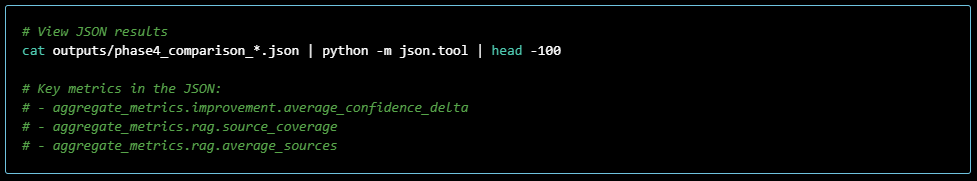 # View JSON results
cat outputs/phase4_comparison_*.json | python -m json.tool | head -100
# Key metrics in the JSON:
# - aggregate_metrics.improvement.average_confidence_delta
# - aggregate_metrics.rag.source_coverage
# - aggregate_metrics.rag.average_sources